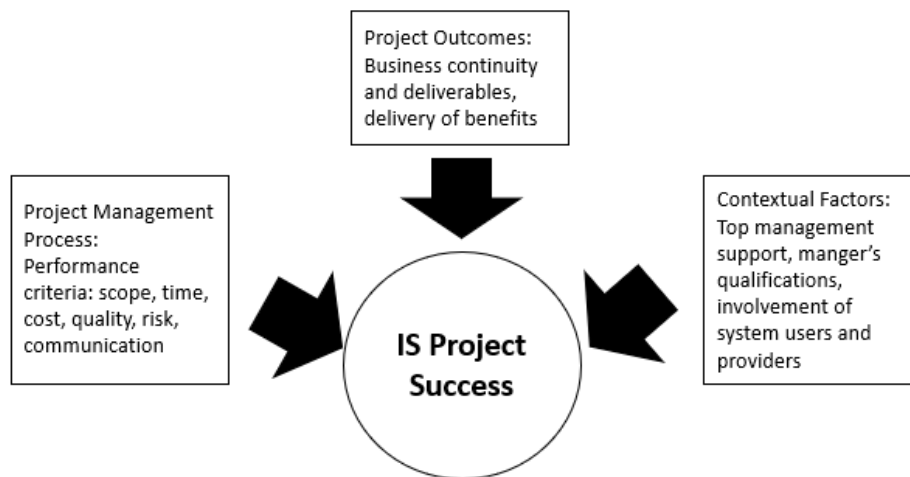 Project Outcomes:
Business continuity
and deliverables,
delivery of benefits
Project Management
Process:
Performance
criteria: scope, time,
cost, quality, risk,
communication
Contextual Factors:
Top management
support, manger's
qualifications,
involvement of
system users and
providers
IS Project
Success